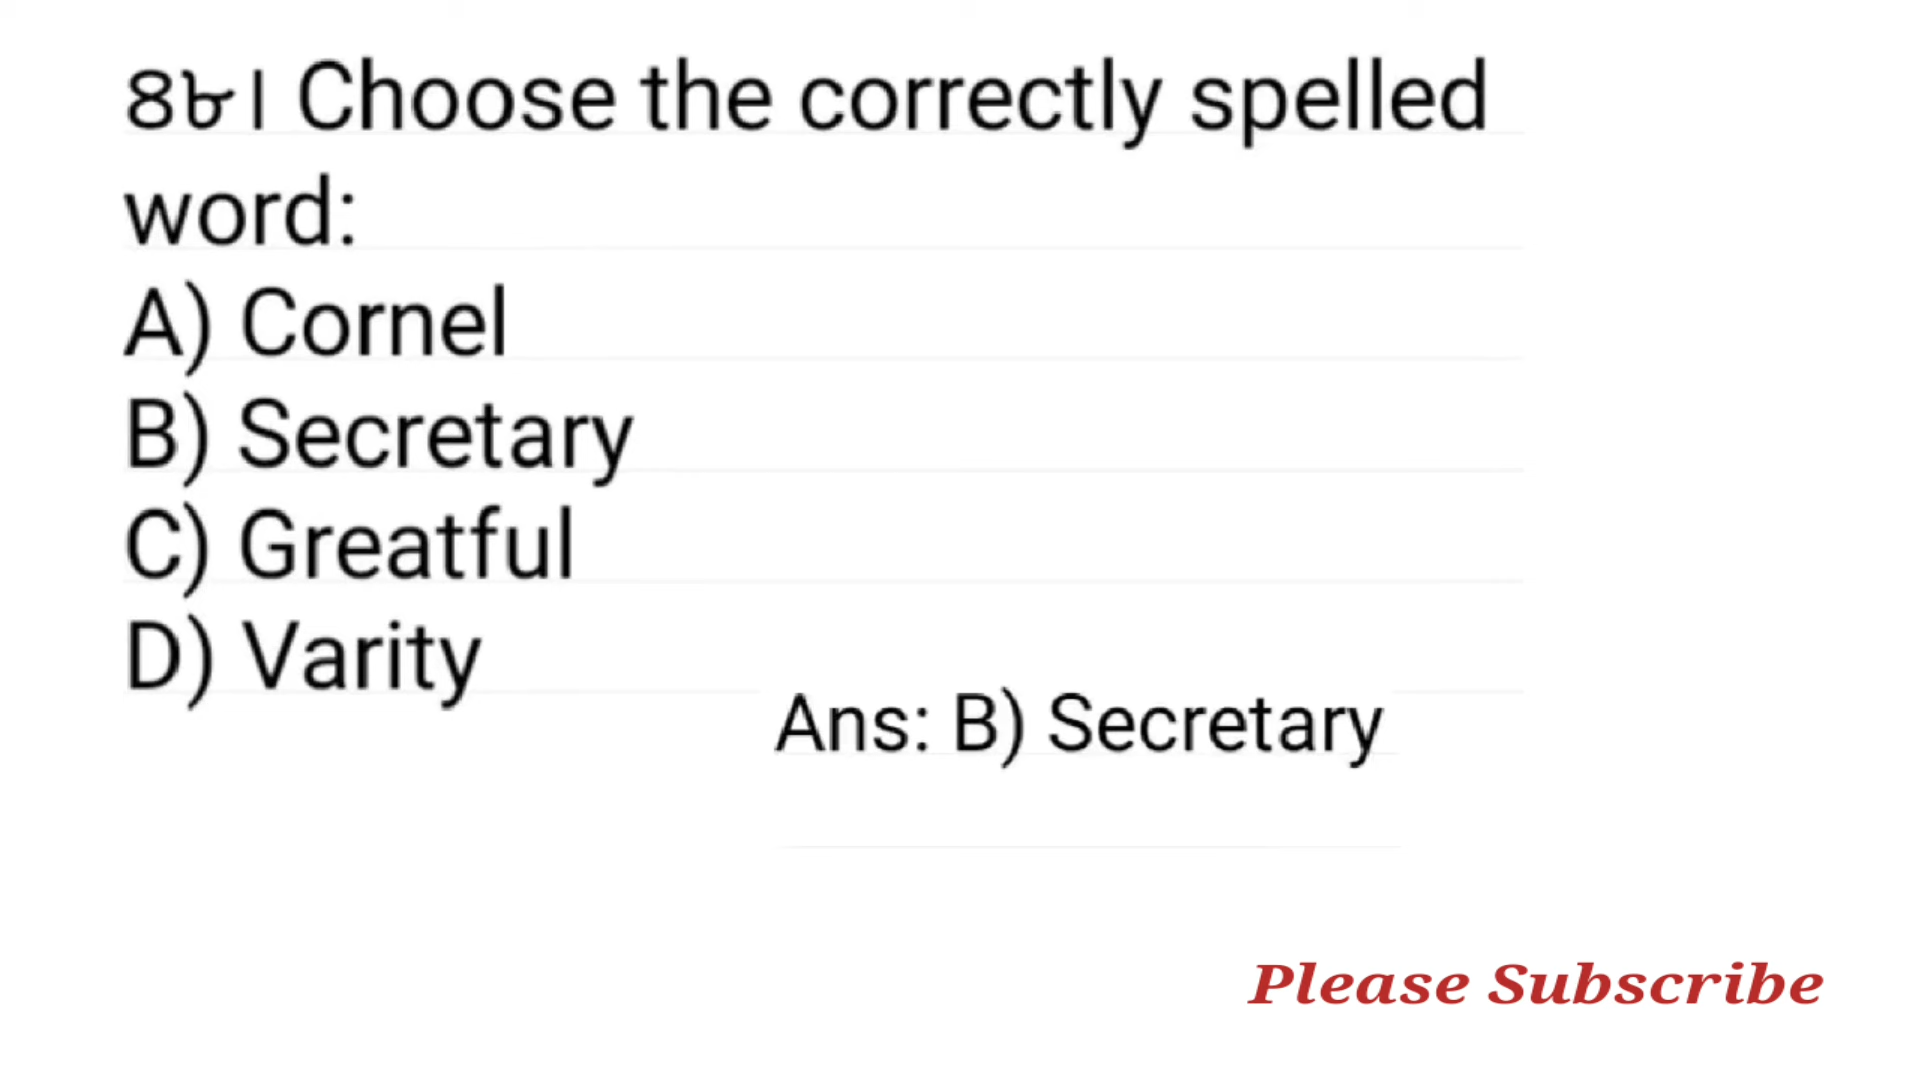 ৪৮। Choose the correctly spelled
word:
A) Cornel
B) Secretary
C) Greatful
D) Varity
Ans: B) Secretary
Please Subscribe